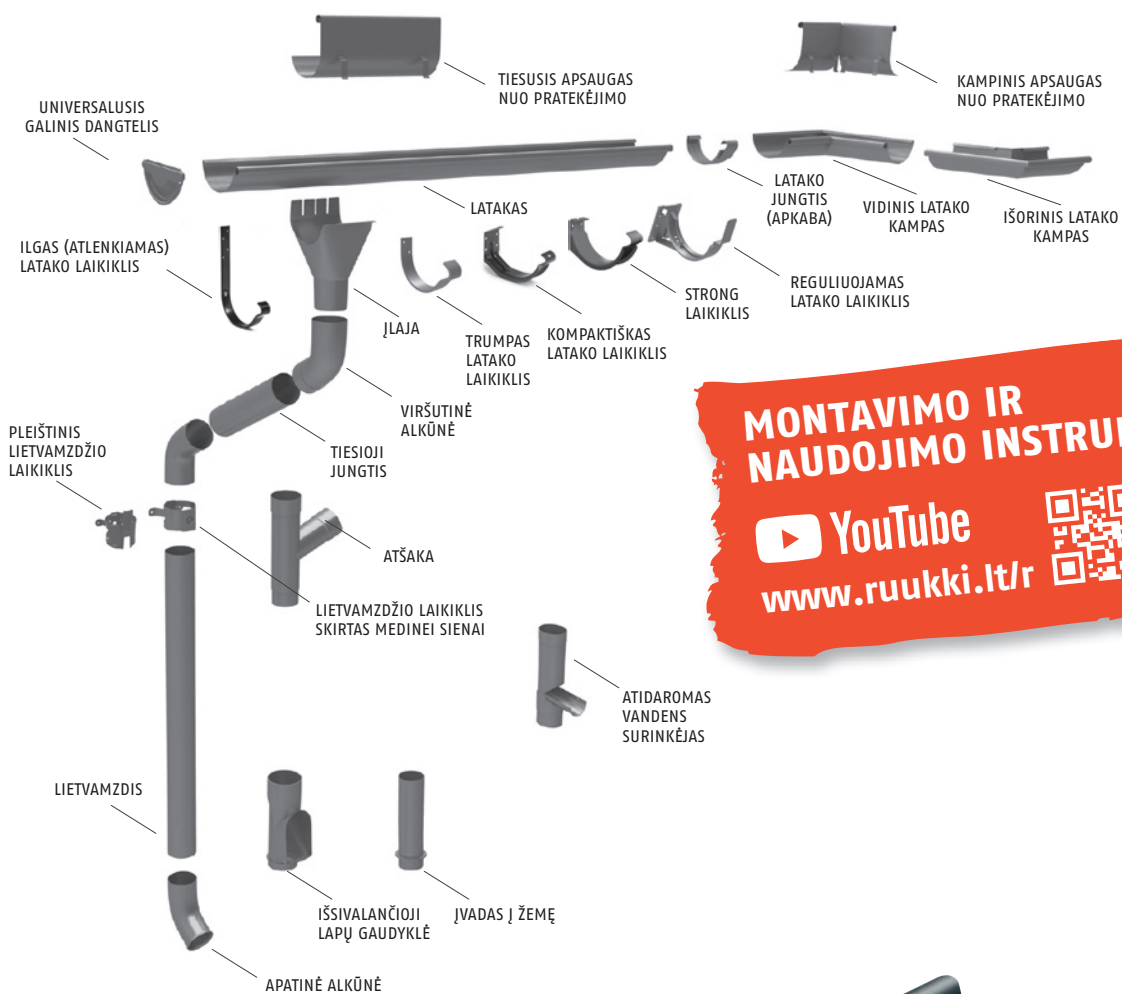 TIESUSIS APSAUGAS
NUO PRATEKĖJIMO
KAMPINIS APSAUGAS
NUO PRATEKĖJIMO
UNIVERSALUSIS
GALINIS DANGTELIS
LATAKAS
LATAKO
JUNGTIS
(APKABA)
VIDINIS LATAKO
KAMPAS
IŠORINIS LATAKO
KAMPAS
ILGAS (ATLENKIAMAS)
LATAKO LAIKIKLIS
ĮLAJA
TRUMPAS
LATAKO
LAIKIKLIS
KOMPAKTIŠKAS
LATAKO LAIKIKLIS
STRONG
LAIKIKLIS
REGULIUOJAMAS
LATAKO LAIKIKLIS
VIRŠUTINĖ
ALKŪNĖ
TIESIOJI
JUNGTIS
PLEIŠTINIS
LIETVAMZDŽIO
LAIKIKLIS
ATŠAKA
LIETVAMZDŽIO LAIKIKLIS
SKIRTAS MEDINEI SIENAI
MONTAVIMO IR
NAUDOJIMO
YouTube
www.ruukki.lt/r
ATIDAROMAS
VANDENS
SURINKĖJAS
LIETVAMZDIS
IŠSIVALANČIOJI
LAPŲ GAUDYKLĖ
ĮVADAS Į ŽEMĘ
APATINĖ ALKŪNĖ